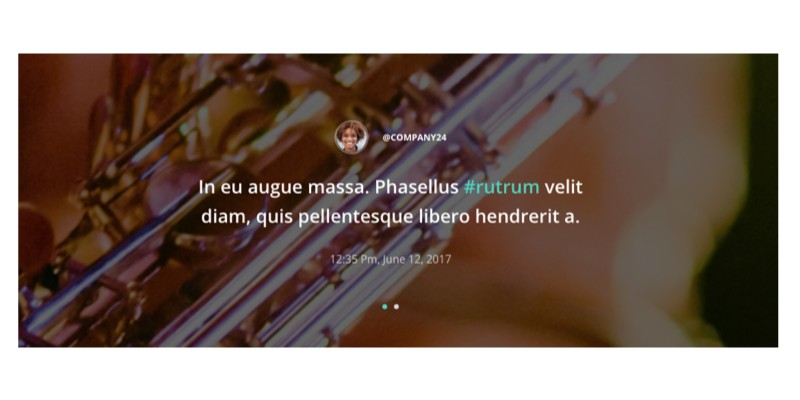 @COMPANY24
In eu augue massa. Phasellus #rutrum velit
diam, quis pellentesque libero hendrerit a.
12:35 Pm, June 12, 2017